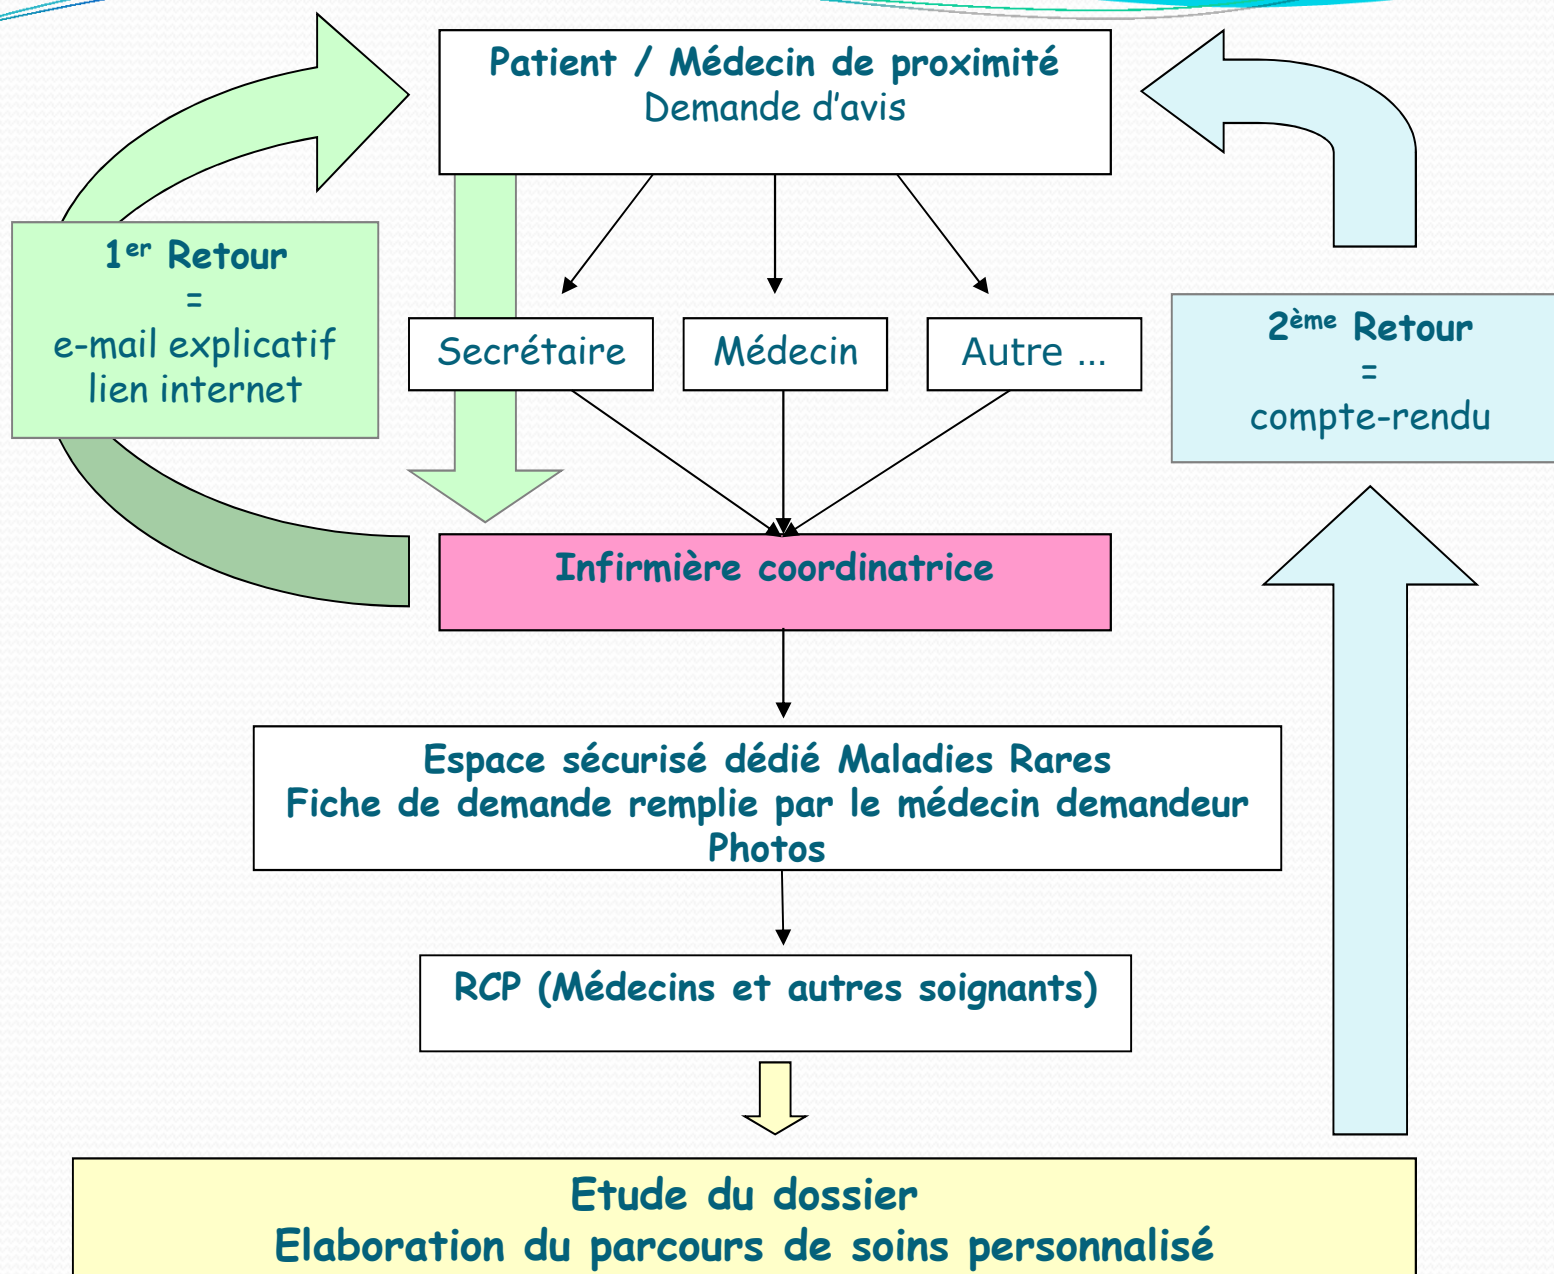 Patient / Médecin de proximité
Demande d’avis
1er Retour
=
e-mail explicatif
lien internet
Secrétaire
Médecin
Autre …
2ème Retour
=
compte-rendu
Infirmière coordinatrice
Espace sécurisé dédié Maladies Rares
Fiche de demande remplie par le médecin demandeur
Photos
RCP (Médecins et autres soignants)
Etude du dossier
Elaboration du parcours de soins personnalisé